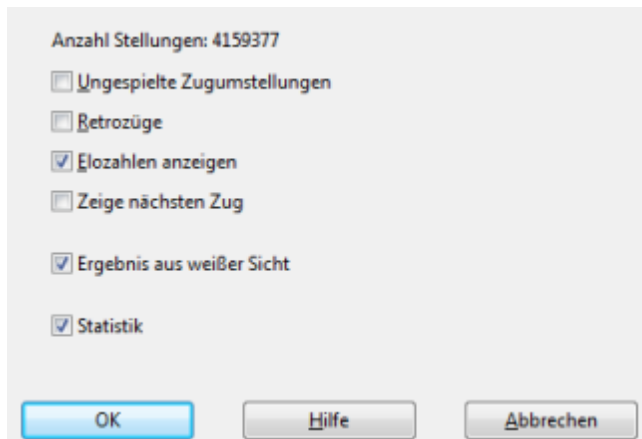 Anzahl Stellungen: 4159377
Ungespielte Zugumstellungen
Retrozüge
Elozahlen anzeigen
Zeige nächsten Zug
Ergebnis aus weißer Sicht
Statistik
OK Hilfe Abbrechen